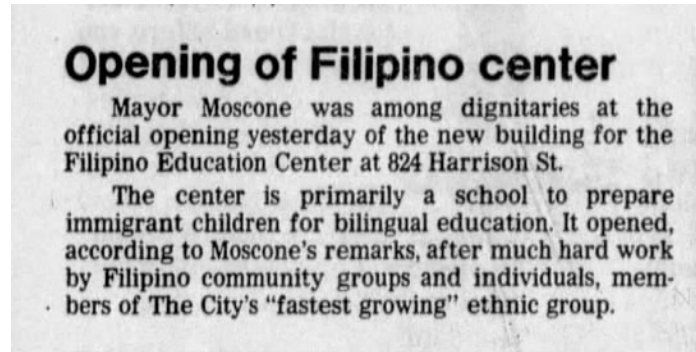 Opening of Filipino center
Mayor Moscone was among dignitaries at the
official opening yesterday of the new building for the
Filipino Education Center at 824 Harrison St.
The center is primarily a school to prepare
immigrant children for bilingual education. It opened,
according to Moscone's remarks, after much hard work
by Filipino community groups and individuals, mem-
bers of The City's "fastest growing" ethnic group.